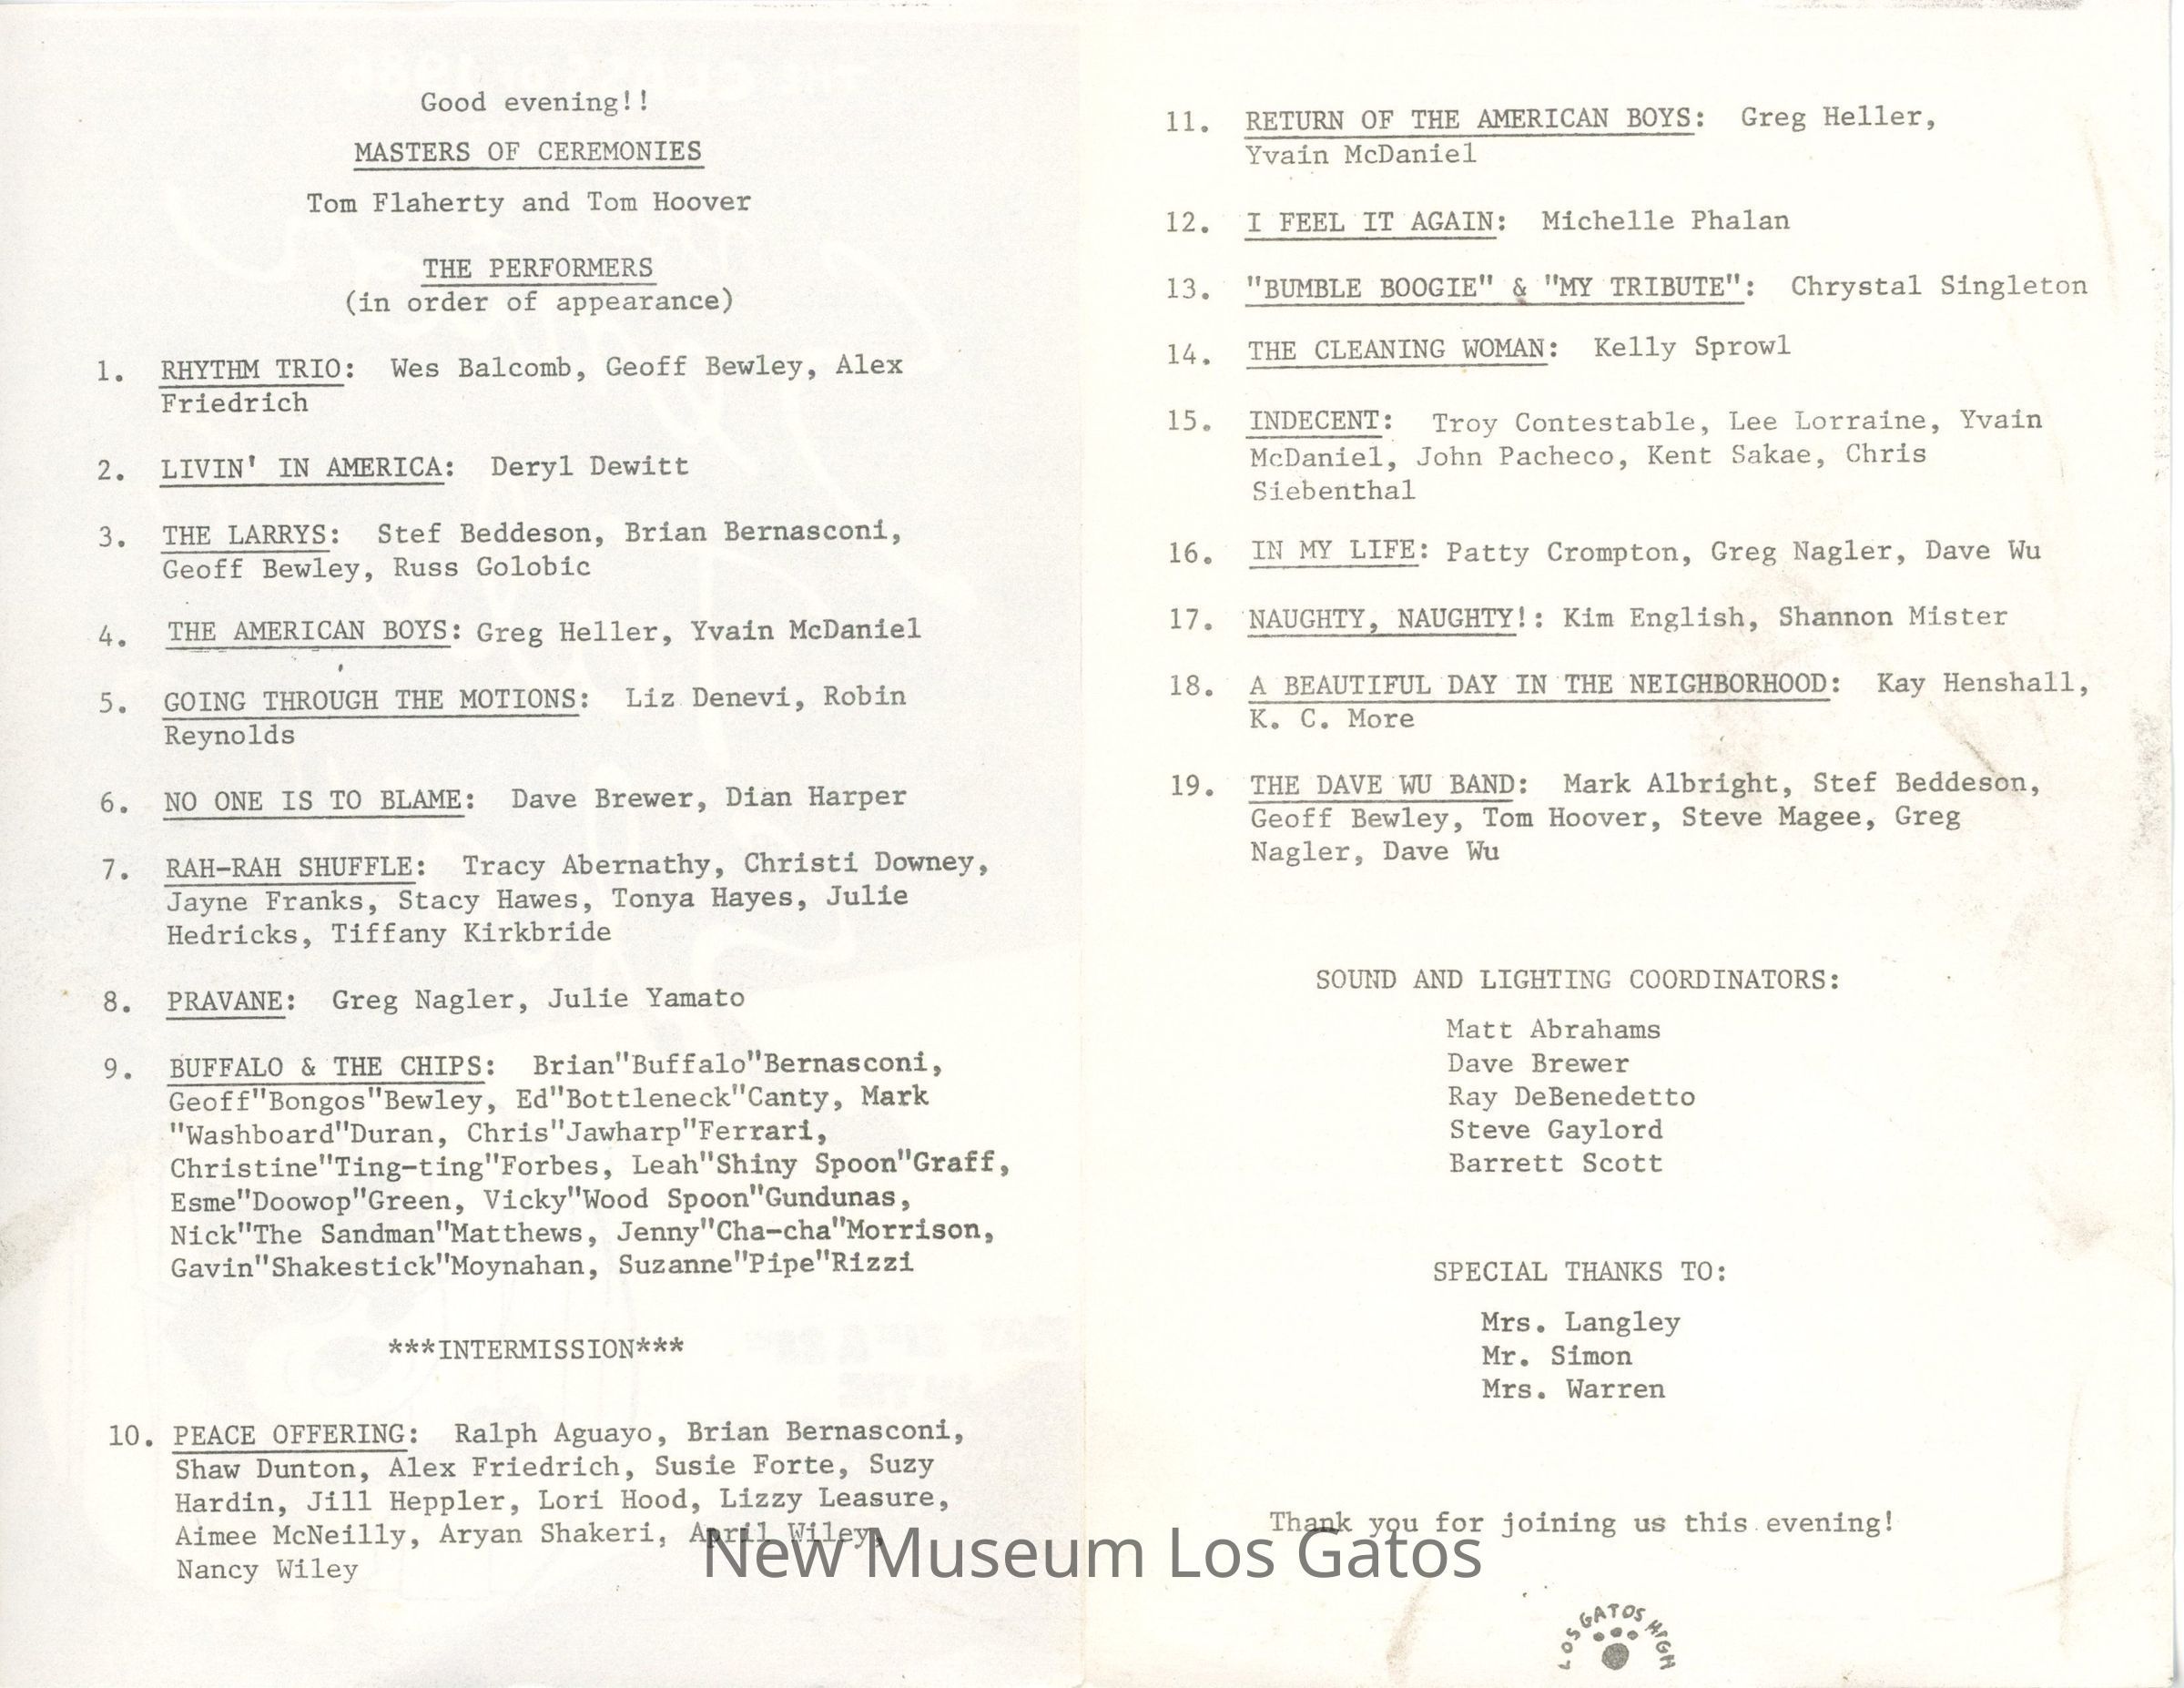 Good evening!!
MASTERS OF CEREMONIES
Tom Flaherty and Tom Hoover
THE PERFORMERS
(in order of appearance)
1. RHYTHM TRIO: Wes Balcomb, Geoff Bewley, Alex
Friedrich
2. LIVIN' IN AMERICA: Deryl Dewitt
3. THE LARRYS: Stef Beddeson, Brian Bernasconi,
Geoff Bewley, Russ Golobic
4. THE AMERICAN BOYS: Greg Heller, Yvain McDaniel
5. GOING THROUGH THE MOTIONS: Liz Denevi, Robin
Reynolds
6. NO ONE IS TO BLAME: Dave Brewer, Dian Harper
7. RAH-RAH SHUFFLE: Tracy Abernathy, Christi Downey,
Jayne Franks, Stacy Hawes, Tonya Hayes, Julie
Hedricks, Tiffany Kirkbride
8. PRAVANE: Greg Nagler, Julie Yamato
9. BUFFALO & THE CHIPS: Brian"Buffalo"Bernasconi,
Geoff"Bongos"Bewley, Ed"Bottleneck"Canty, Mark
"Washboard"Duran, Chris"Jawharp"Ferrari,
Christine"Ting-ting"Forbes, Leah"Shiny Spoon"Graff,
Esme"Doowop"Green, Vicky"Wood Spoon"Gundunas,
Nick"The Sandman"Matthews, Jenny"Cha-cha"Morrison,
Gavin"Shakestick"Moynahan, Suzanne"Pipe"Rizzi
***INTERMISSION***
10. PEACE OFFERING: Ralph Aguayo, Brian Bernasconi,
Shaw Dunton, Alex Friedrich, Susie Forte, Suzy
Hardin, Jill Heppler, Lori Hood, Lizzy Leasure,
Aimee McNeilly, Aryan Shakeri, April Wiley,
Nancy Wiley
11. RETURN OF THE AMERICAN BOYS: Greg Heller,
Yvain McDaniel
12. I FEEL IT AGAIN: Michelle Phalan
13. "BUMBLE BOOGIE" & "MY TRIBUTE": Chrystal Singleton
14. THE CLEANING WOMAN: Kelly Sprowl
15. INDECENT: Troy Contestable, Lee Lorraine, Yvain
McDaniel, John Pacheco, Kent Sakae, Chris
Siebenthal
16. IN MY LIFE: Patty Crompton, Greg Nagler, Dave Wu
17. NAUGHTY, NAUGHTY!: Kim English, Shannon Mister
18. A BEAUTIFUL DAY IN THE NEIGHBORHOOD: Kay Henshall,
K. C. More
19. THE DAVE WU BAND: Mark Albright, Stef Beddeson,
Geoff Bewley, Tom Hoover, Steve Magee, Greg
Nagler, Dave Wu
SOUND AND LIGHTING COORDINATORS:
Matt Abrahams
Dave Brewer
Ray DeBenedetto
Steve Gaylord
Barrett Scott
SPECIAL THANKS TO:
Mrs. Langley
Mr. Simon
Mrs. Warren
Thank you for joining us this evening!
LOS GATOS HIGH
New Museum Los Gatos